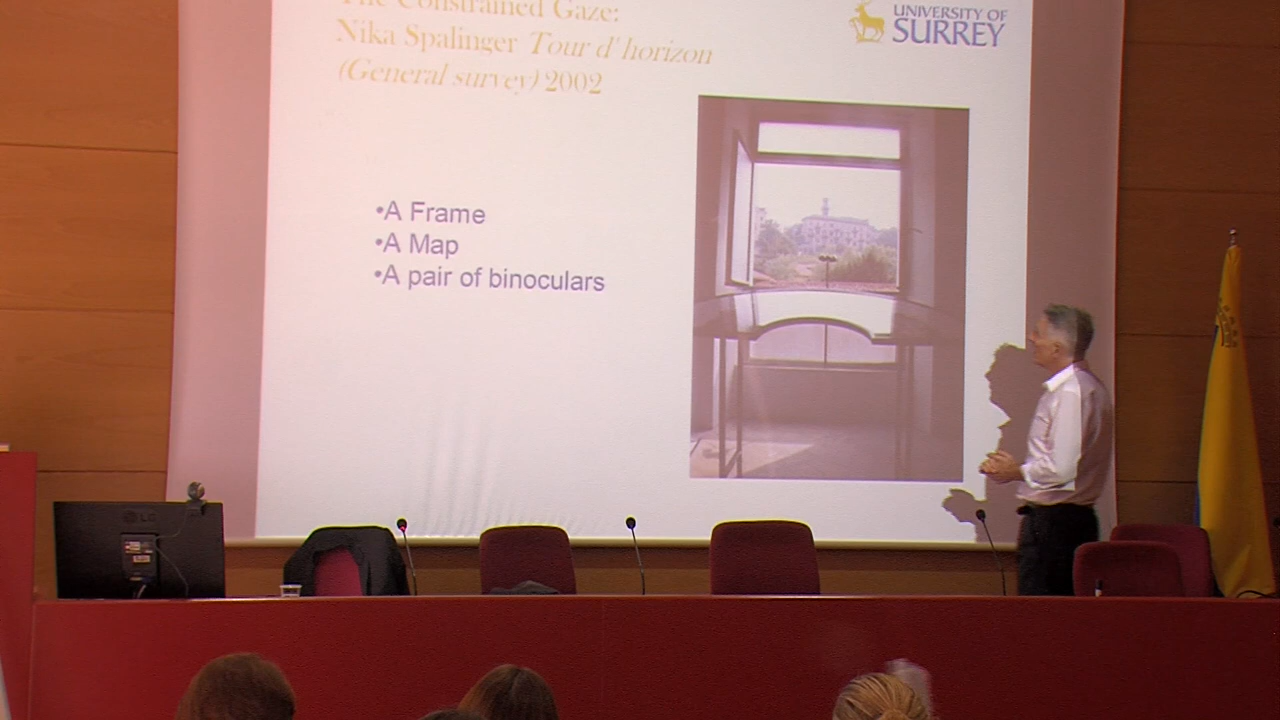 The Constrained Gaze:
Nika Spalinger Tour d'horizon
(General survey) 2002
UNIVERSITY OF
SURREY
•A Frame
•A Map
•A pair of binoculars
LG